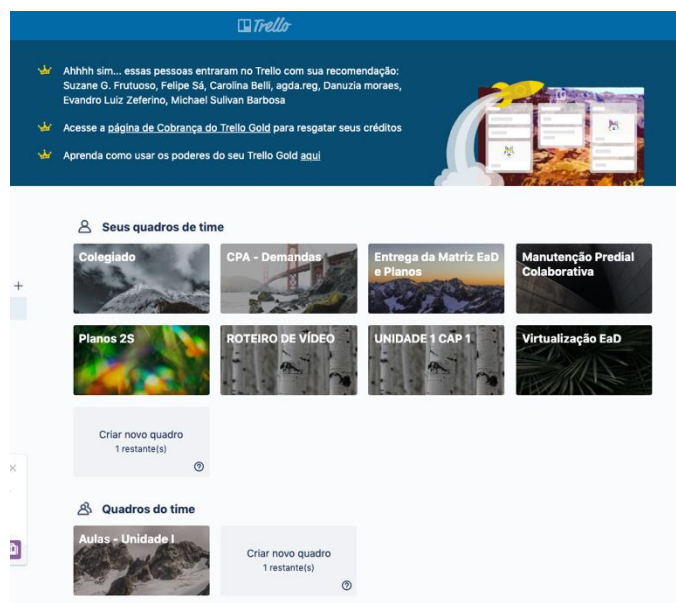 Trello
Ahhhh sim... essas pessoas entraram no Trello com sua recomendação:
Suzane G. Frutuoso, Felipe Sá, Carolina Belli, agda.reg, Danuzia moraes,
Evandro Luiz Zeferino, Michael Sulivan Barbosa
Acesse a página de Cobrança do Trello Gold para resgatar seus créditos
Aprenda como usar os poderes do seu Trello Gold aqui
Seus quadros de time
Colegiado
CPA - Demandas
Entrega da Matriz EaD
e Planos
Manutenção Predial
Colaborativa
Planos 2S
ROTEIRO DE VÍDEO
UNIDADE 1 CAP 1
Virtualização EaD
Criar novo quadro
1 restante(s)
Quadros do time
Aulas - Unidade I
Criar novo quadro
1 restante(s)